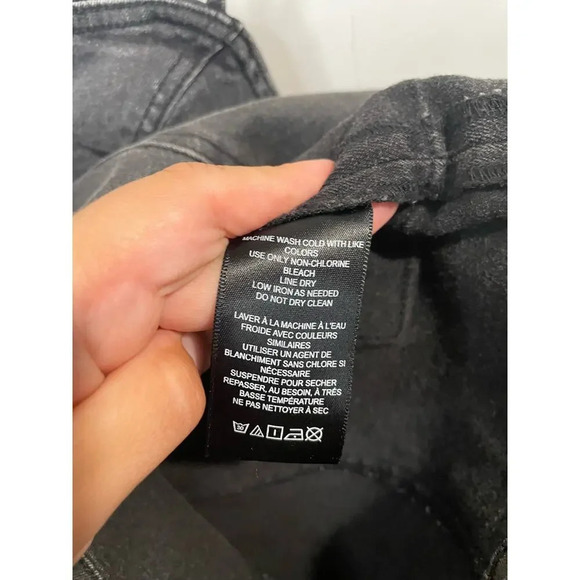 MACHINE WASH COLD WITH LIKE
COLORS
USE ONLY NON-CHLORINE
BLEACH
LINE DRY
LOW IRON AS NEEDED
DO NOT DRY CLEAN
LAVER À LA MACHINE À L'EAU
FROIDE AVEC COULEURS
SIMILAIRES
UTILISER UN AGENT DE
BLANCHIMENT SANS CHLORE SI
NÉCESSAIRE
SUSPENDRE POUR SECHER
REPASSER, AU BESOIN, À TRÈS
BASSE TEMPÉRATURE
NE PAS NETTOYER À SEC
30